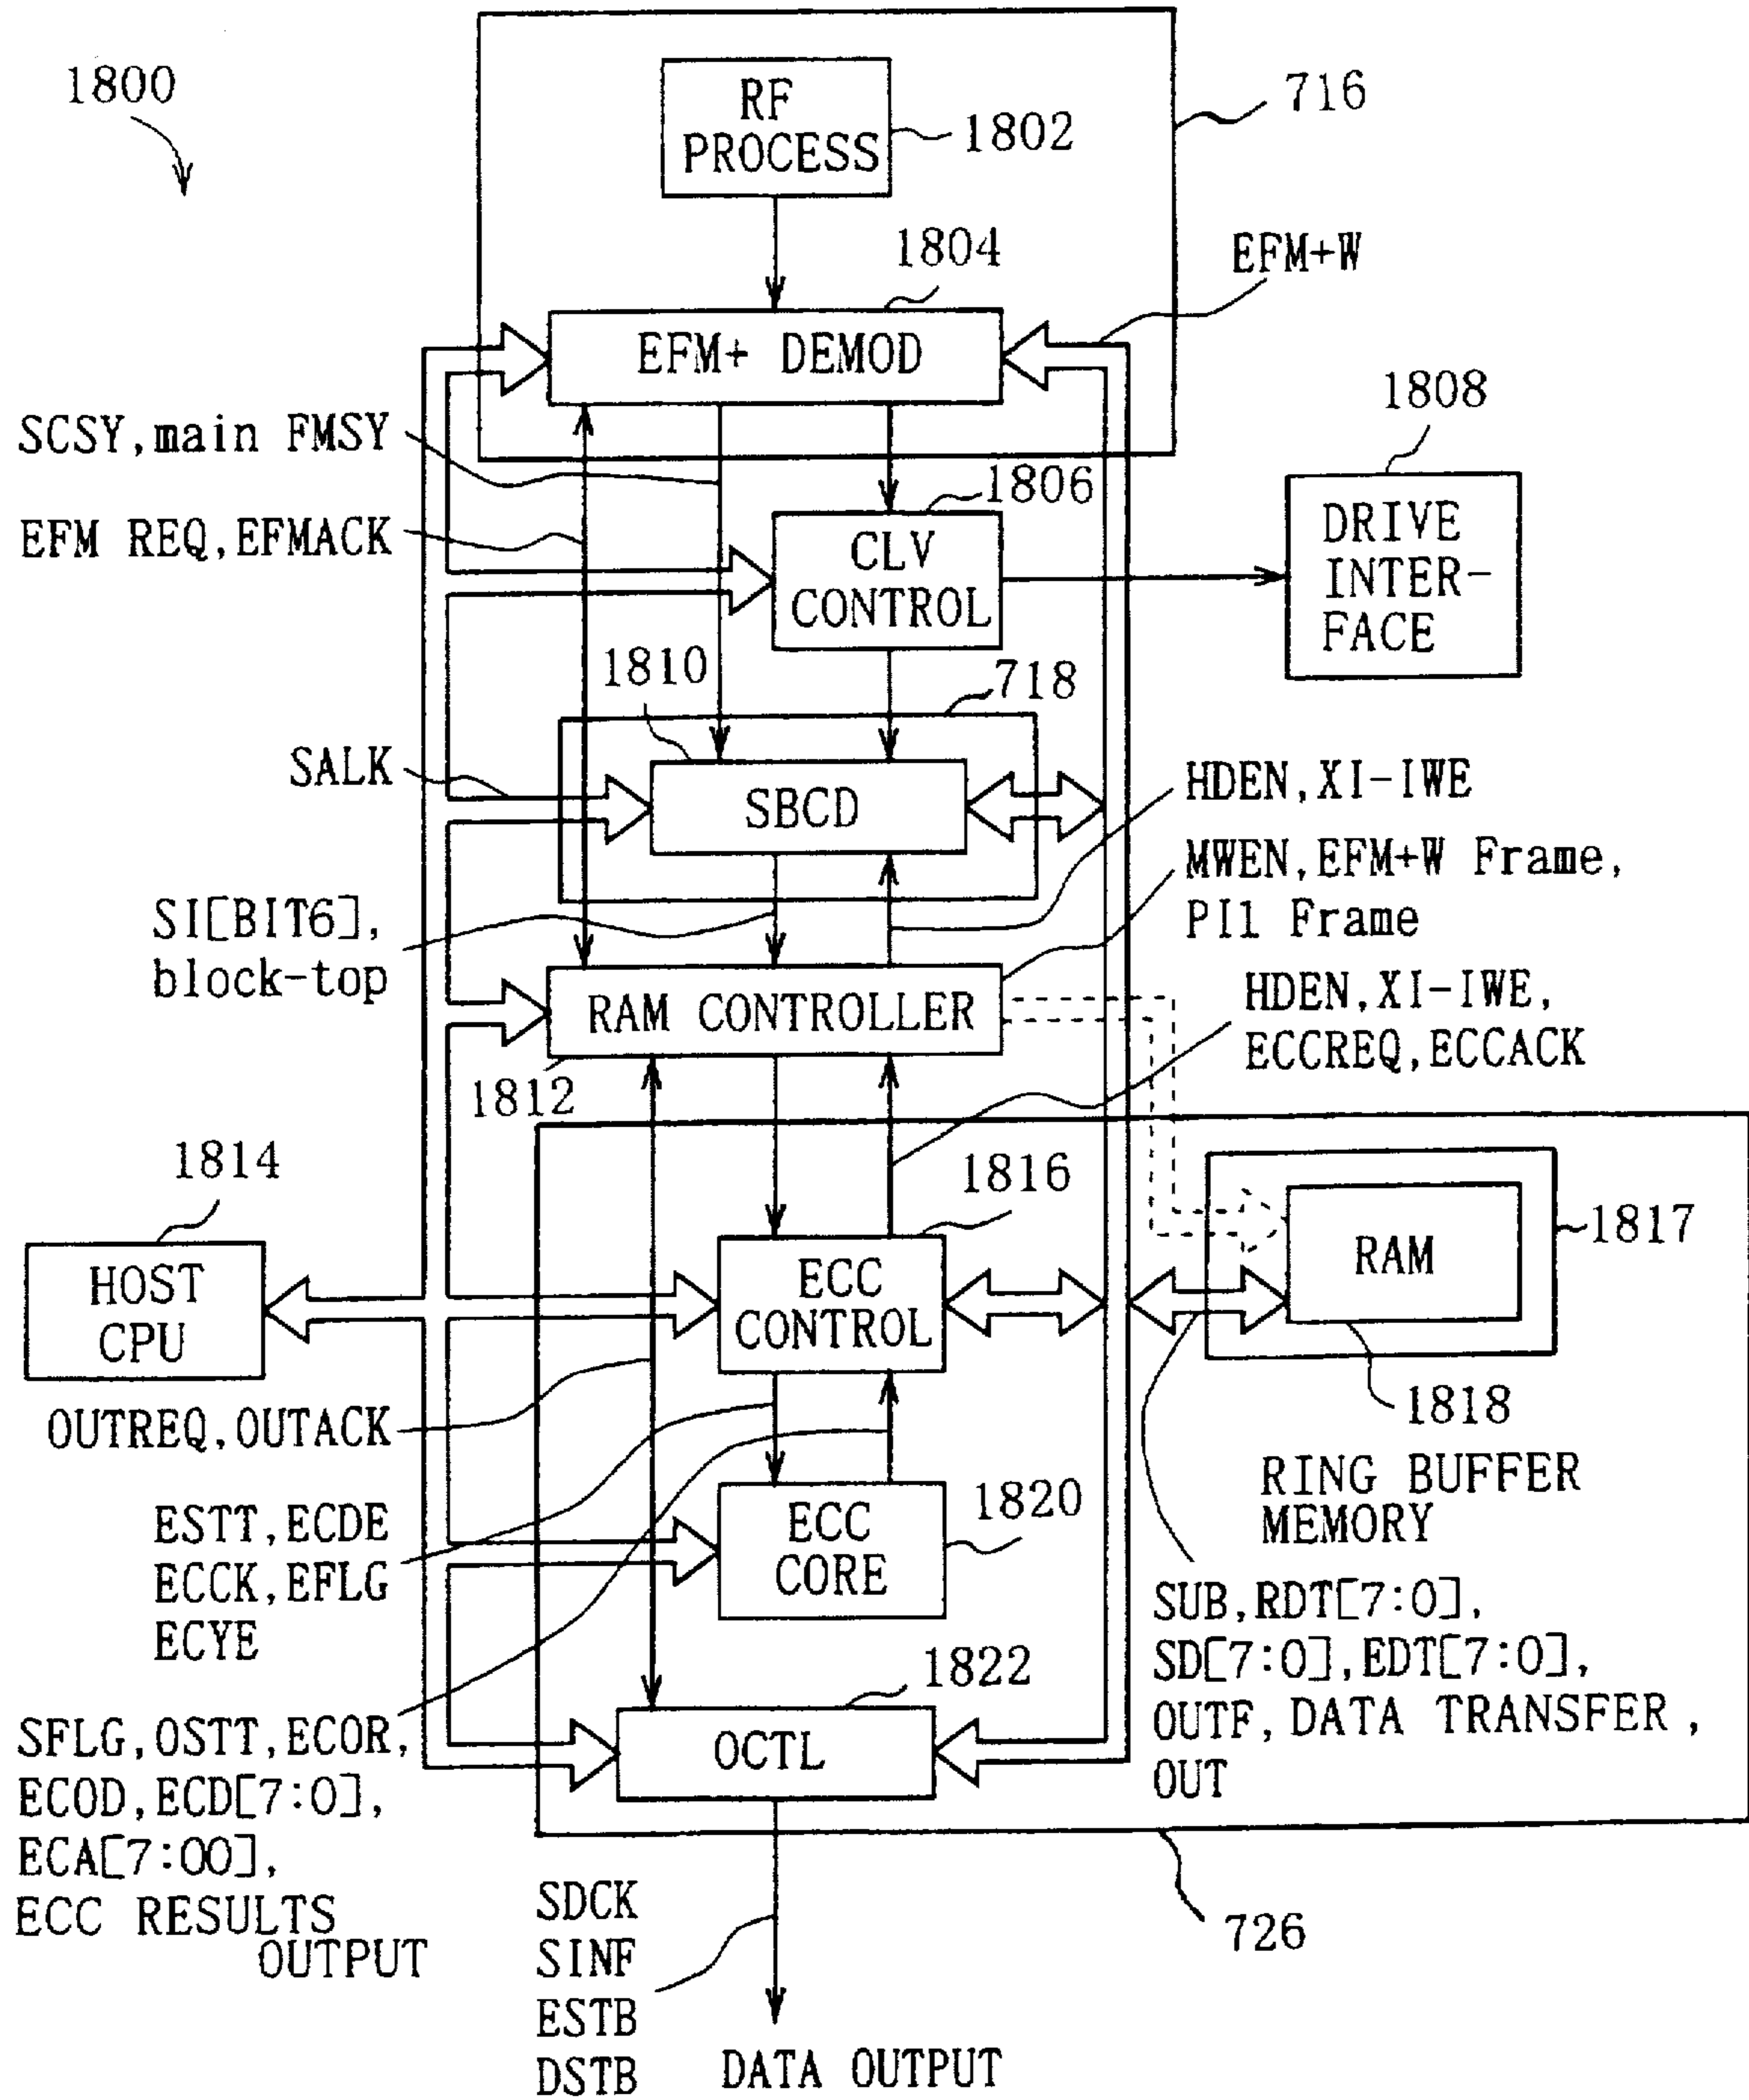 1800
RF
PROCESS
1802
716
1804
EFM+W
EFM+ DEMOD
SCSY,main FMSY
1808
1806
EFM REQ,EFMACK
CLV
CONTROL
DRIVE
INTER-
FACE
1810
718
SALK
SBCD
HDEN,XI-IWE
MWEN,EFM+W Frame,
PI1 Frame
SI[BIT6],
block-top
RAM CONTROLLER
HDEN,XI-IWE,
ECCREQ,ECCACK
1812
1814
1816
1817
HOST
CPU
ECC
CONTROL
RAM
1818
OUTREQ,OUTACK
RING BUFFER
MEMORY
ESTT,ECDE
ECCK,EFLG
ECYE
ECC
CORE
1820
SUB,RDT[7:0],
SD[7:0],EDT[7:0],
OUTF,DATA TRANSFER,
OUT
1822
SFLG,OSTT,ECOR,
ECOD,ECD[7:0],
ECA[7:00],
ECC RESULTS
OUTPUT
OCTL
726
SDCK
SINF
ESTB
DSTB
DATA OUTPUT